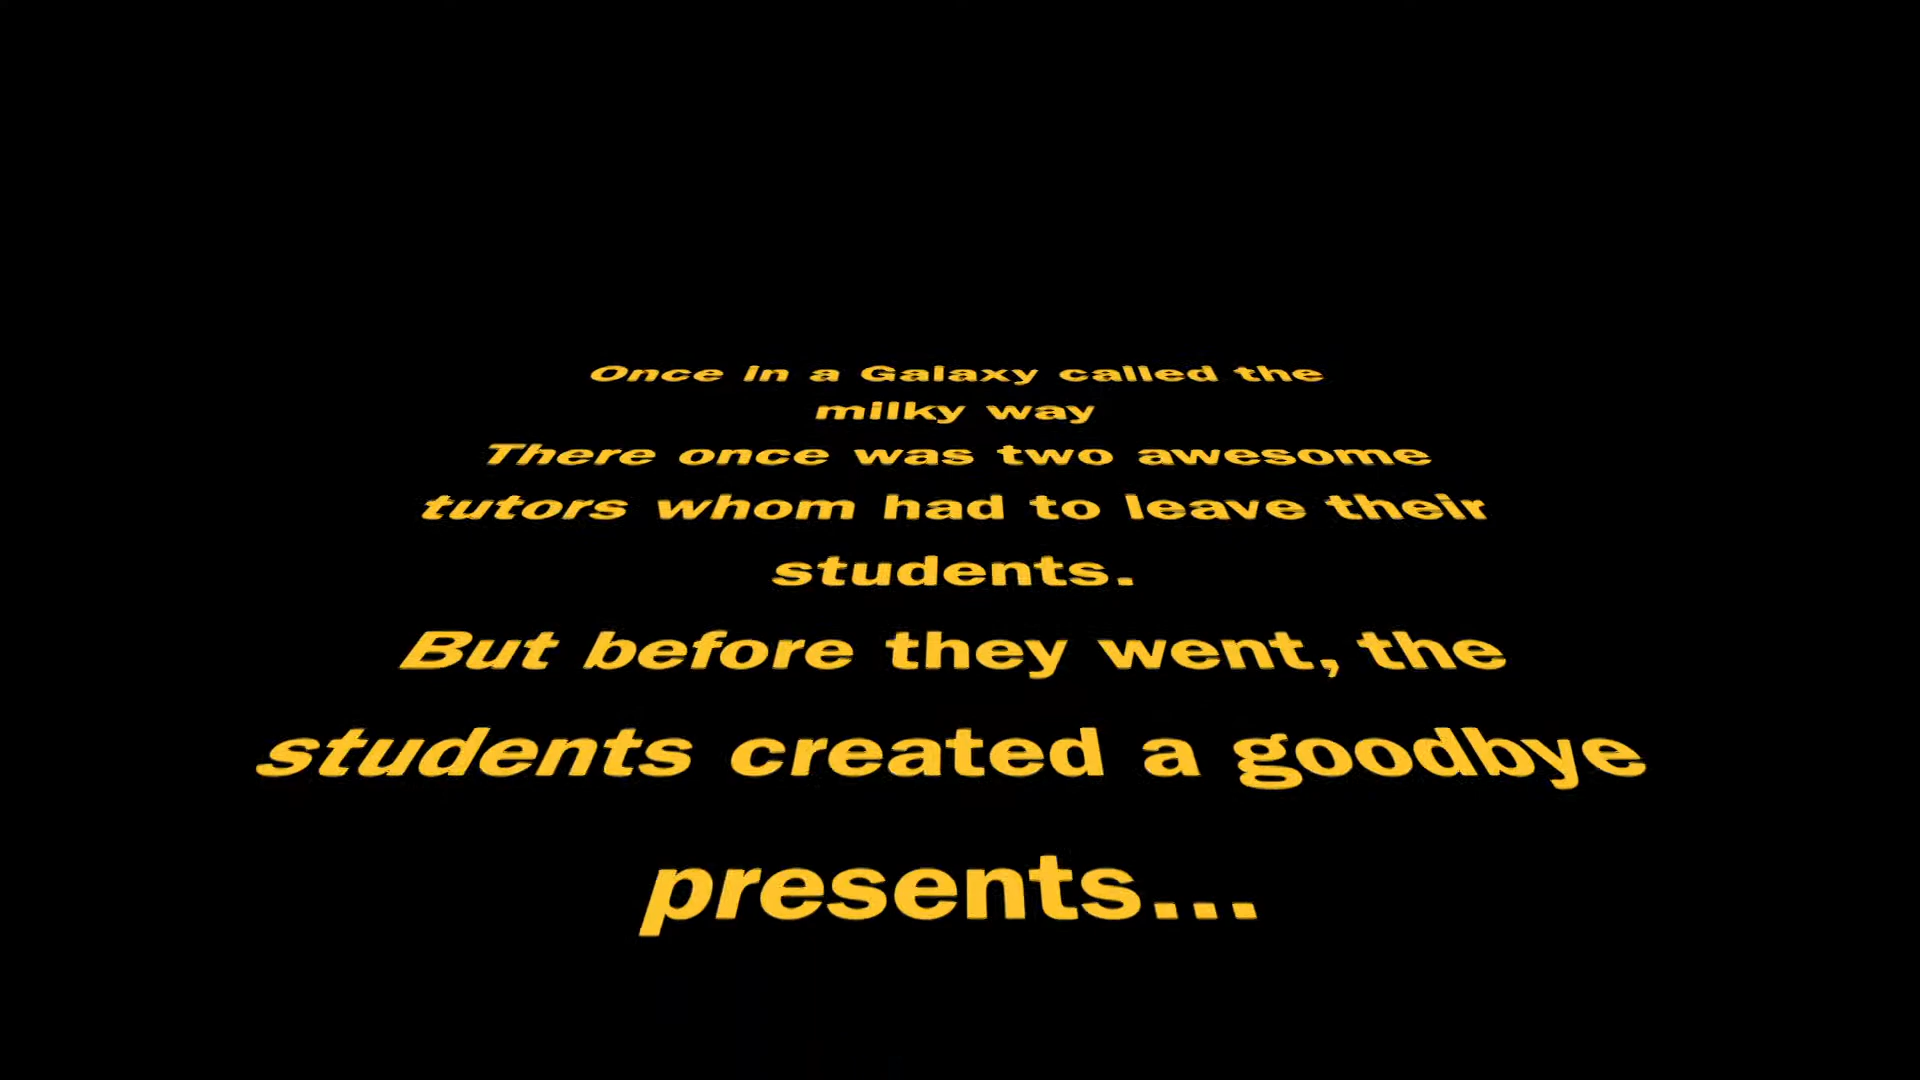 Once in a Galaxy called the
milky way
There once was two awesome
tutors whom had to leave their
students.
But before they went, the
students created a goodbye
presents...